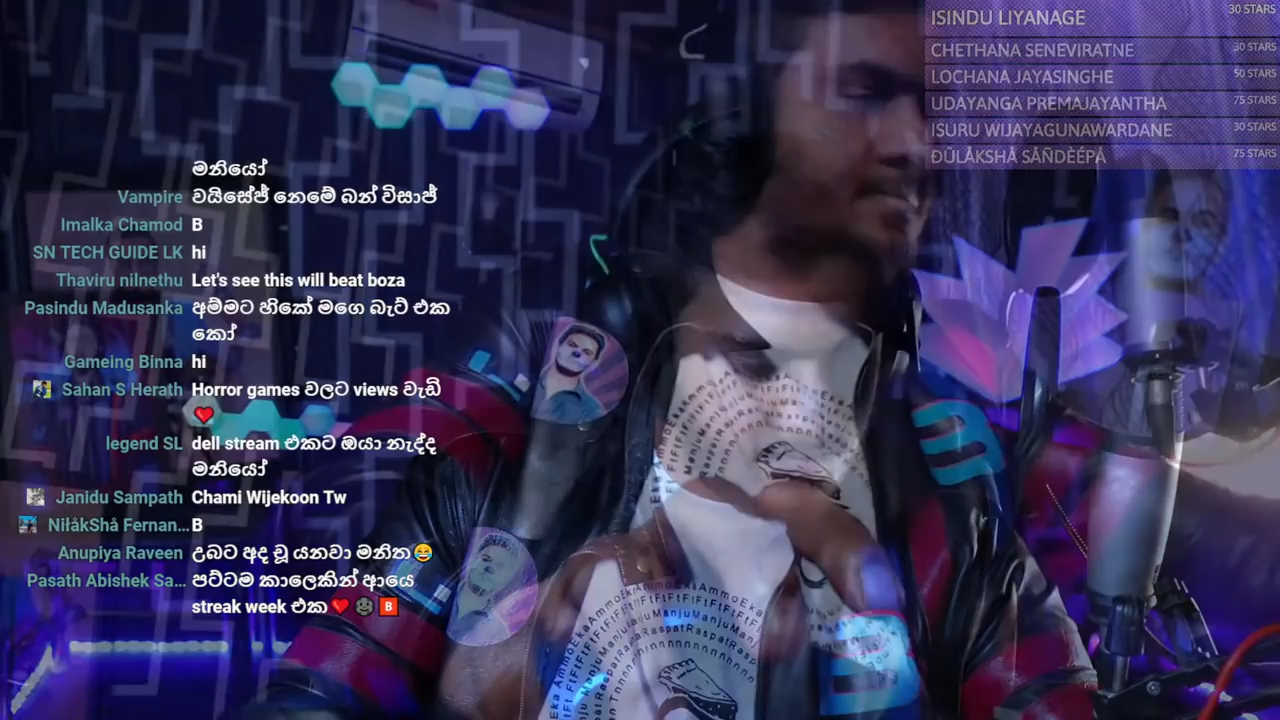 ISINDU LIYANAGE 30 STARS
CHETHANA SENEVIRATNE 30 STARS
LOCHANA JAYASINGHE 50 STARS
UDAYANGA PREMAJAYANTHA 75 STARS
ISURU WIJAYAGUNAWARDANE 30 STARS
ĐŪLÅKSHÅ SÅÑDÈÉPÅ 75 STARS
මනියෝ
Vampire වයිසේජ් නෙමේ බන් විසාජ්
Imalka Chamod B
SN TECH GUIDE LK hi
Thaviru nilnethu Let's see this will beat boza
Pasindu Madusanka අම්මට හිකේ මගෙ බැට් එක
කෝ
Gameing Binna hi
Sahan S Herath Horror games වලට views වැඩි
❤️
legend SL dell stream එකට ඔයා නැද්ද
මනියෝ
Janidu Sampath Chami Wijekoon Tw
NiłåkShå Fernan... B
Anupiya Raveen උබට අද චූ යනවා මනිත😂
Pasath Abishek Sa... පට්ටම කාලෙකින් ආයෙ
streak week එක❤️ B